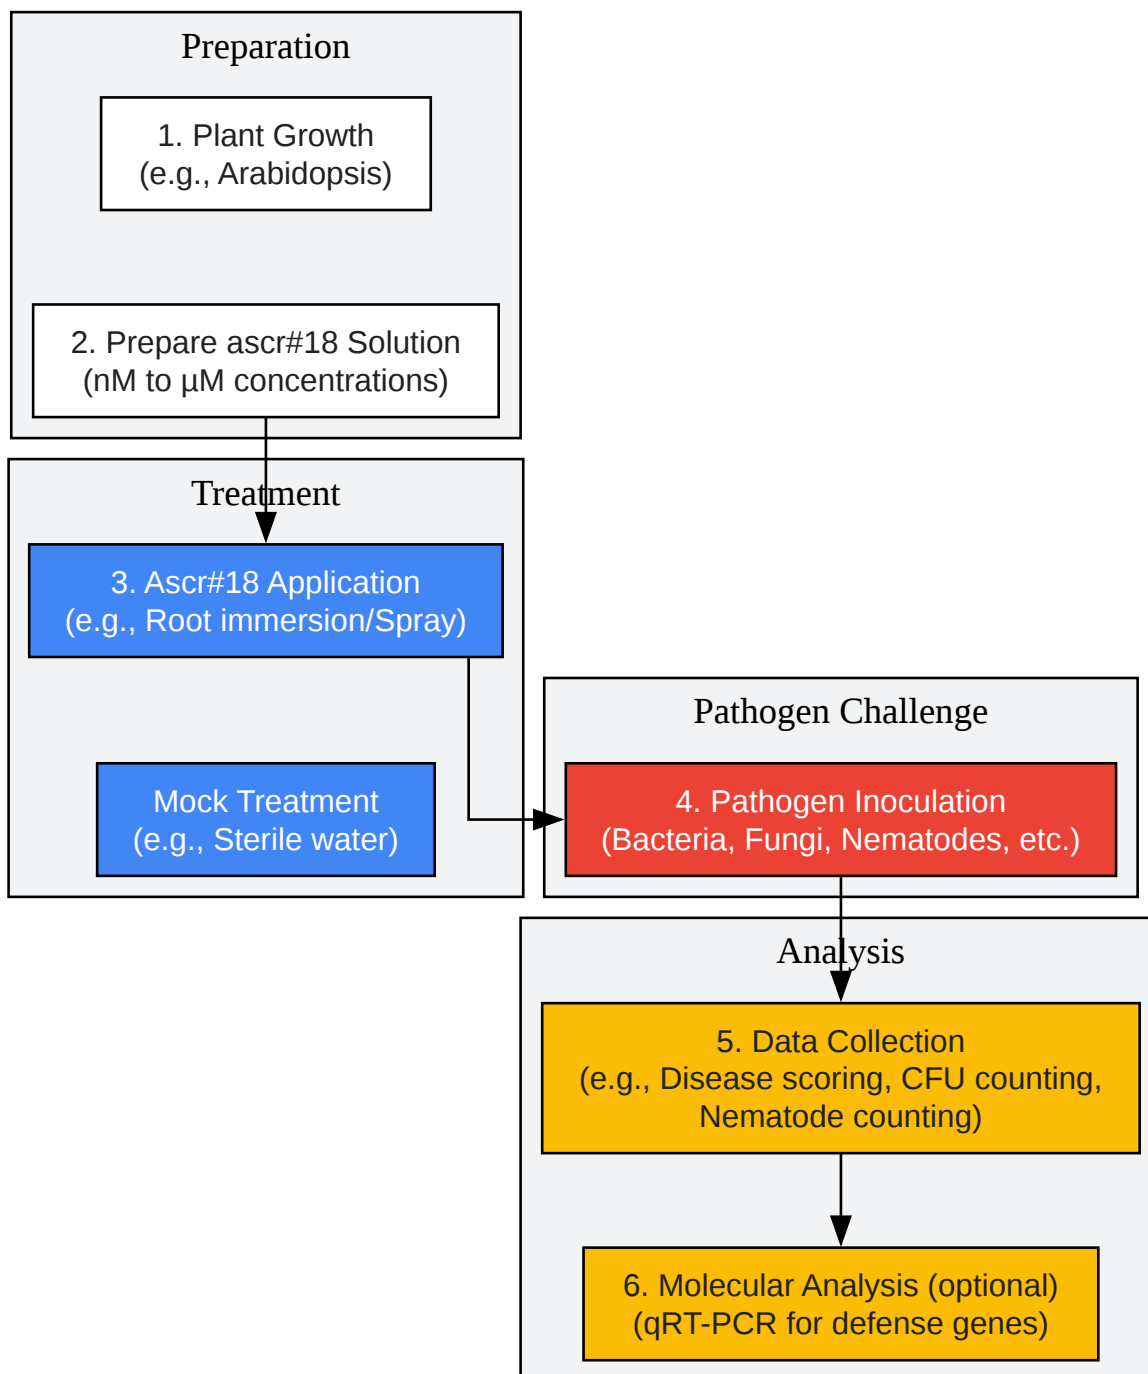 Preparation
1. Plant Growth
(e.g., Arabidopsis)
2. Prepare ascr#18 Solution
(nM to µM concentrations)
Treatment
3. Ascr#18 Application
(e.g., Root immersion/Spray)
Mock Treatment
(e.g., Sterile water)
Pathogen Challenge
4. Pathogen Inoculation
(Bacteria, Fungi, Nematodes, etc.)
Analysis
5. Data Collection
(e.g., Disease scoring, CFU counting,
Nematode counting)
6. Molecular Analysis (optional)
(qRT-PCR for defense genes)